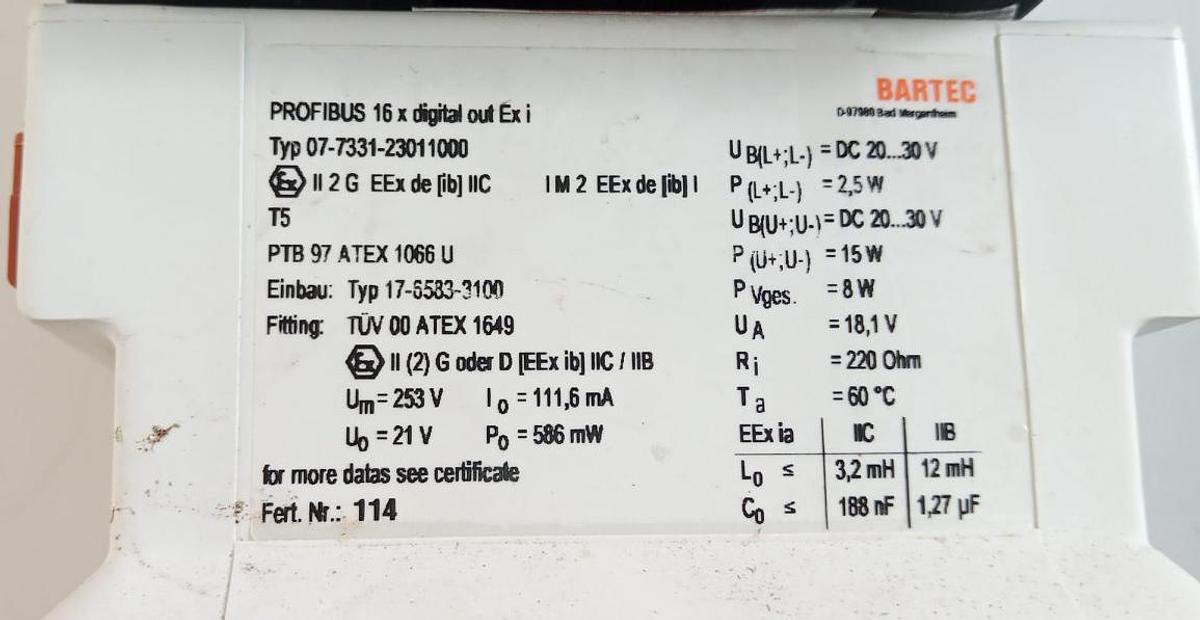 BARTEC
D-97980 Bad Mergentheim
PROFIBUS 16 x digital out Ex i
Typ 07-7331-23011000
Ex II 2 G EEx de [ib] IIC I M 2 EEx de [ib] I
T5
PTB 97 ATEX 1066 U
Einbau: Typ 17-6583-3100
Fitting: TÜV 00 ATEX 1649
Ex II (2) G oder D [EEx ib] IIC / IIB
Um = 253 V Io = 111,6 mA
Uo = 21 V Po = 586 mW
for more datas see certificate
Fert. Nr.: 114
U B(L+;L-) = DC 20...30 V
P (L+;L-) = 2,5 W
U B(U+;U-) = DC 20...30 V
P (U+;U-) = 15 W
P Vges. = 8 W
U A = 18,1 V
Ri = 220 Ohm
Ta = 60 °C
EEx ia IIC IIB
Lo ≤ 3,2 mH 12 mH
Co ≤ 188 nF 1,27 µF